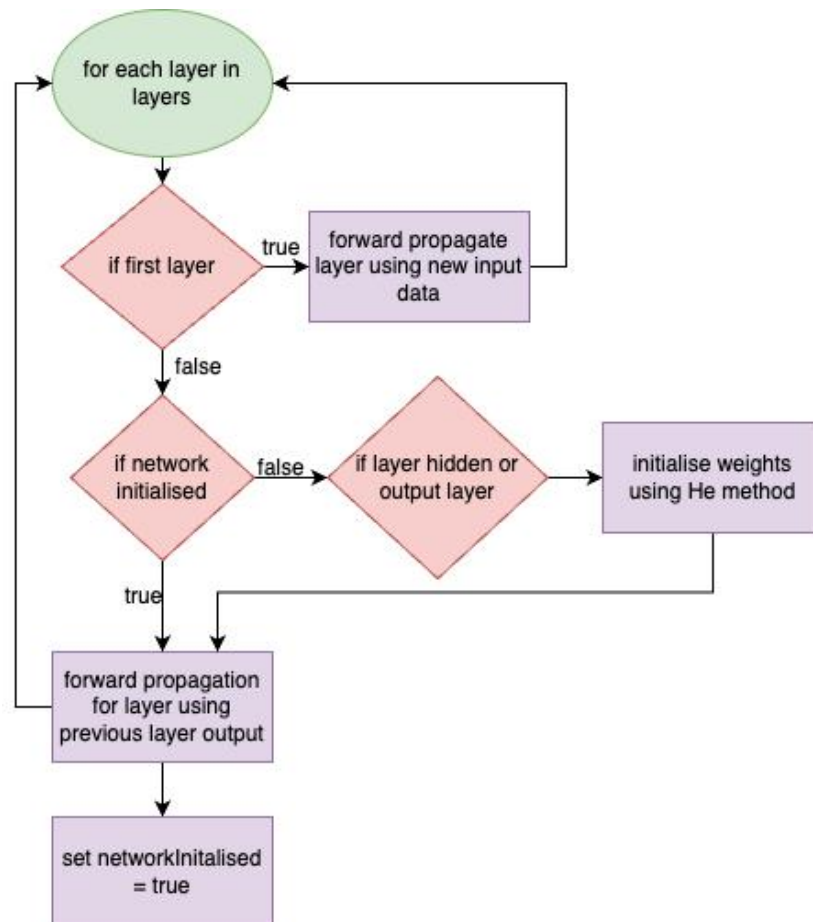 for each layer in
layers
if first layer
true
forward propagate
layer using new input
data
false
if network
initialised
false
if layer hidden or
output layer
initialise weights
using He method
true
forward propagation
for layer using
previous layer output
set networkInitalised
= true